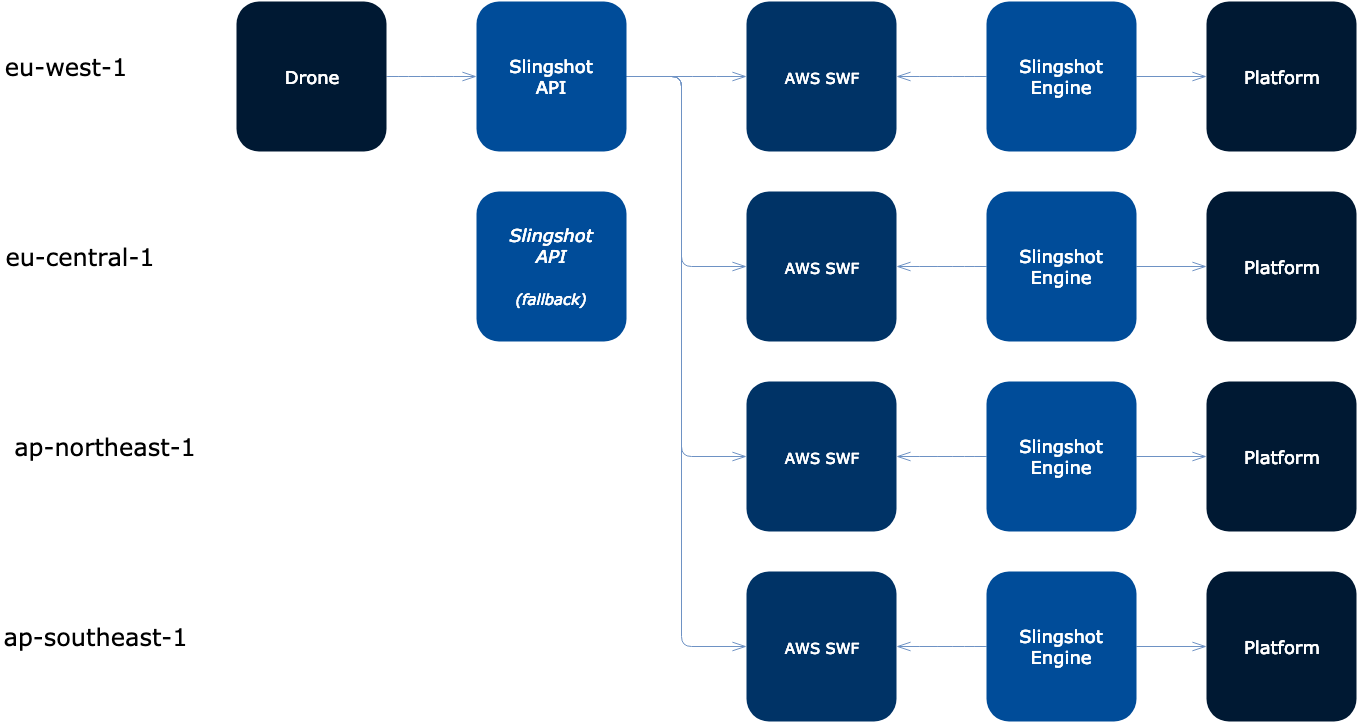 eu-west-1
Drone
Slingshot
API
AWS SWF
Slingshot
Engine
Platform
eu-central-1
Slingshot
API
(fallback)
AWS SWF
Slingshot
Engine
Platform
ap-northeast-1
AWS SWF
Slingshot
Engine
Platform
ap-southeast-1
AWS SWF
Slingshot
Engine
Platform